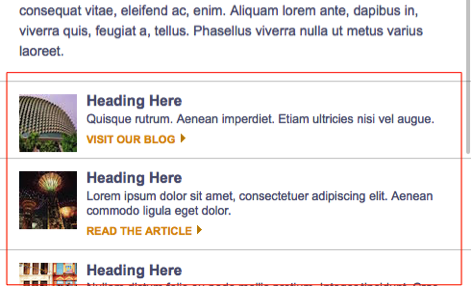 consequat vitae, eleifend ac, enim. Aliquam lorem ante, dapibus in,
viverra quis, feugiat a, tellus. Phasellus viverra nulla ut metus varius
laoreet.
Heading Here
Quisque rutrum. Aenean imperdiet. Etiam ultricies nisi vel augue.
VISIT OUR BLOG
Heading Here
Lorem ipsum dolor sit amet, consectetuer adipiscing elit. Aenean
commodo ligula eget dolor.
READ THE ARTICLE
Heading Here